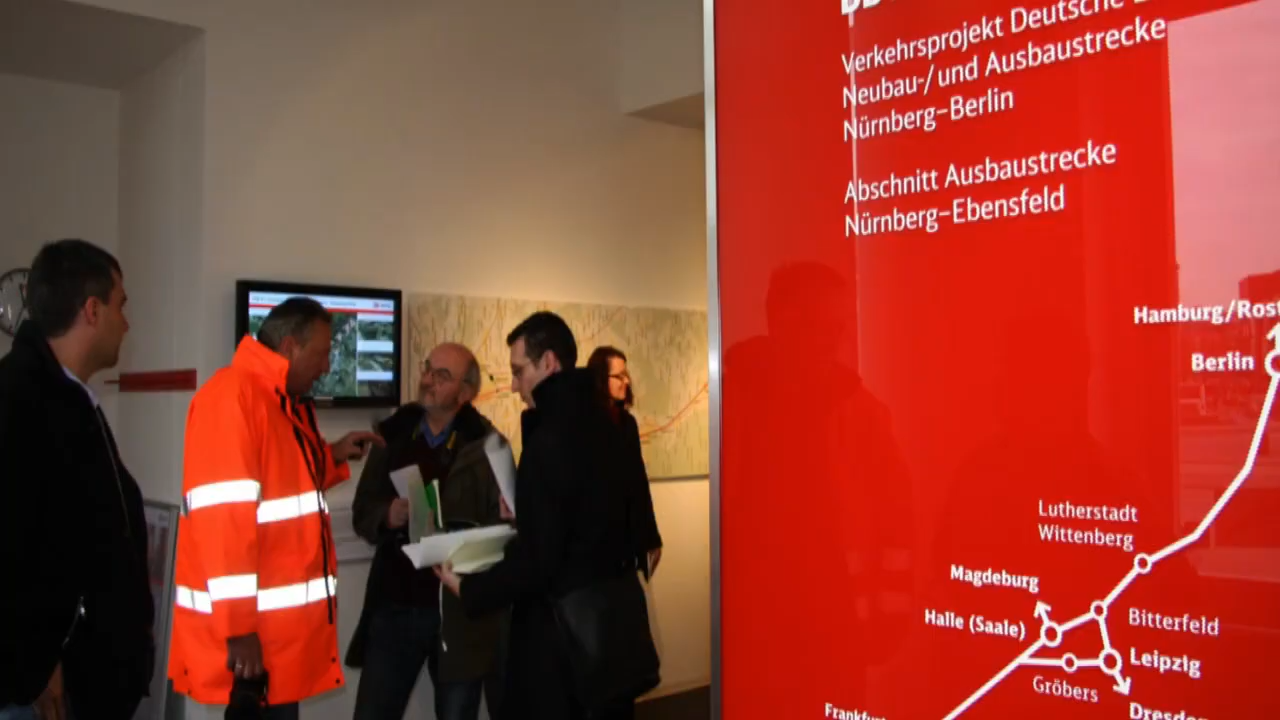 Verkehrsprojekt Deutsche
Neubau-/ und Ausbaustrecke
Nürnberg–Berlin
Abschnitt Ausbaustrecke
Nürnberg–Ebensfeld
Hamburg/Rost
Berlin
Lutherstadt
Wittenberg
Magdeburg
Halle (Saale)
Bitterfeld
Leipzig
Gröbers